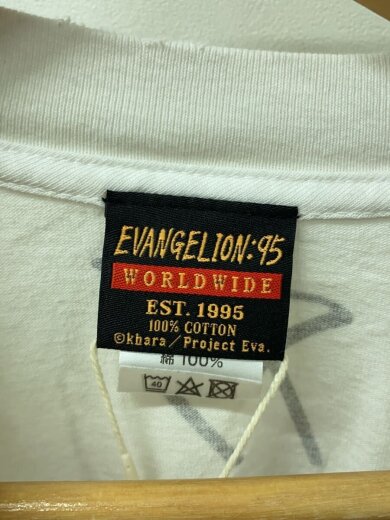 EVANGELION:95
WORLDWIDE
EST. 1995
100% COTTON
©khara/Project Eva.
綿 100%
40